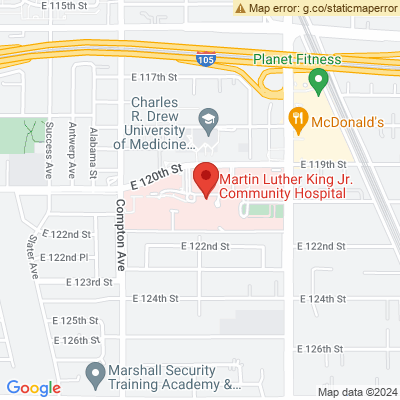 Map error: g.co/staticmaperror
E 115th St
105
Planet Fitness
E 117th St
Charles
R. Drew
University
of Medicine...
McDonald's
Success Ave
Antwerp Ave
Alabama St
E 120th St
E 119th St
Martin Luther King Jr.
Community Hospital
Compton Ave
Slater Ave
E 122nd St
E 122nd St
E 122nd St
E 122nd Pl
E 123rd St
E 124th St
E 124th St
E 125th St
E 126th St
E 126th St
Marshall Security
Training Academy &...
Google
Map data ©2024